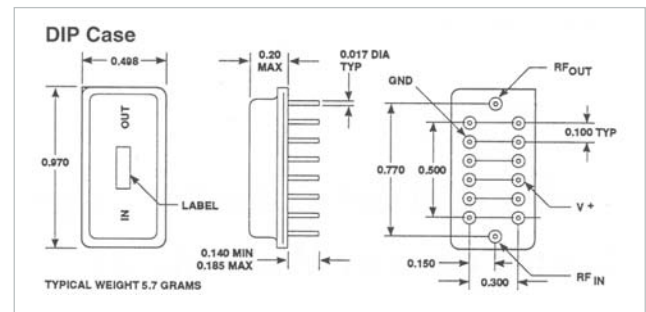 DIP Case
0.498
0.970
OUT
IN
LABEL
TYPICAL WEIGHT 5.7 GRAMS
0.20
MAX
0.017 DIA
TYP
0.140 MIN
0.185 MAX
GND
RFOUT
0.100 TYP
0.770
0.500
V +
0.150
0.300
RF IN